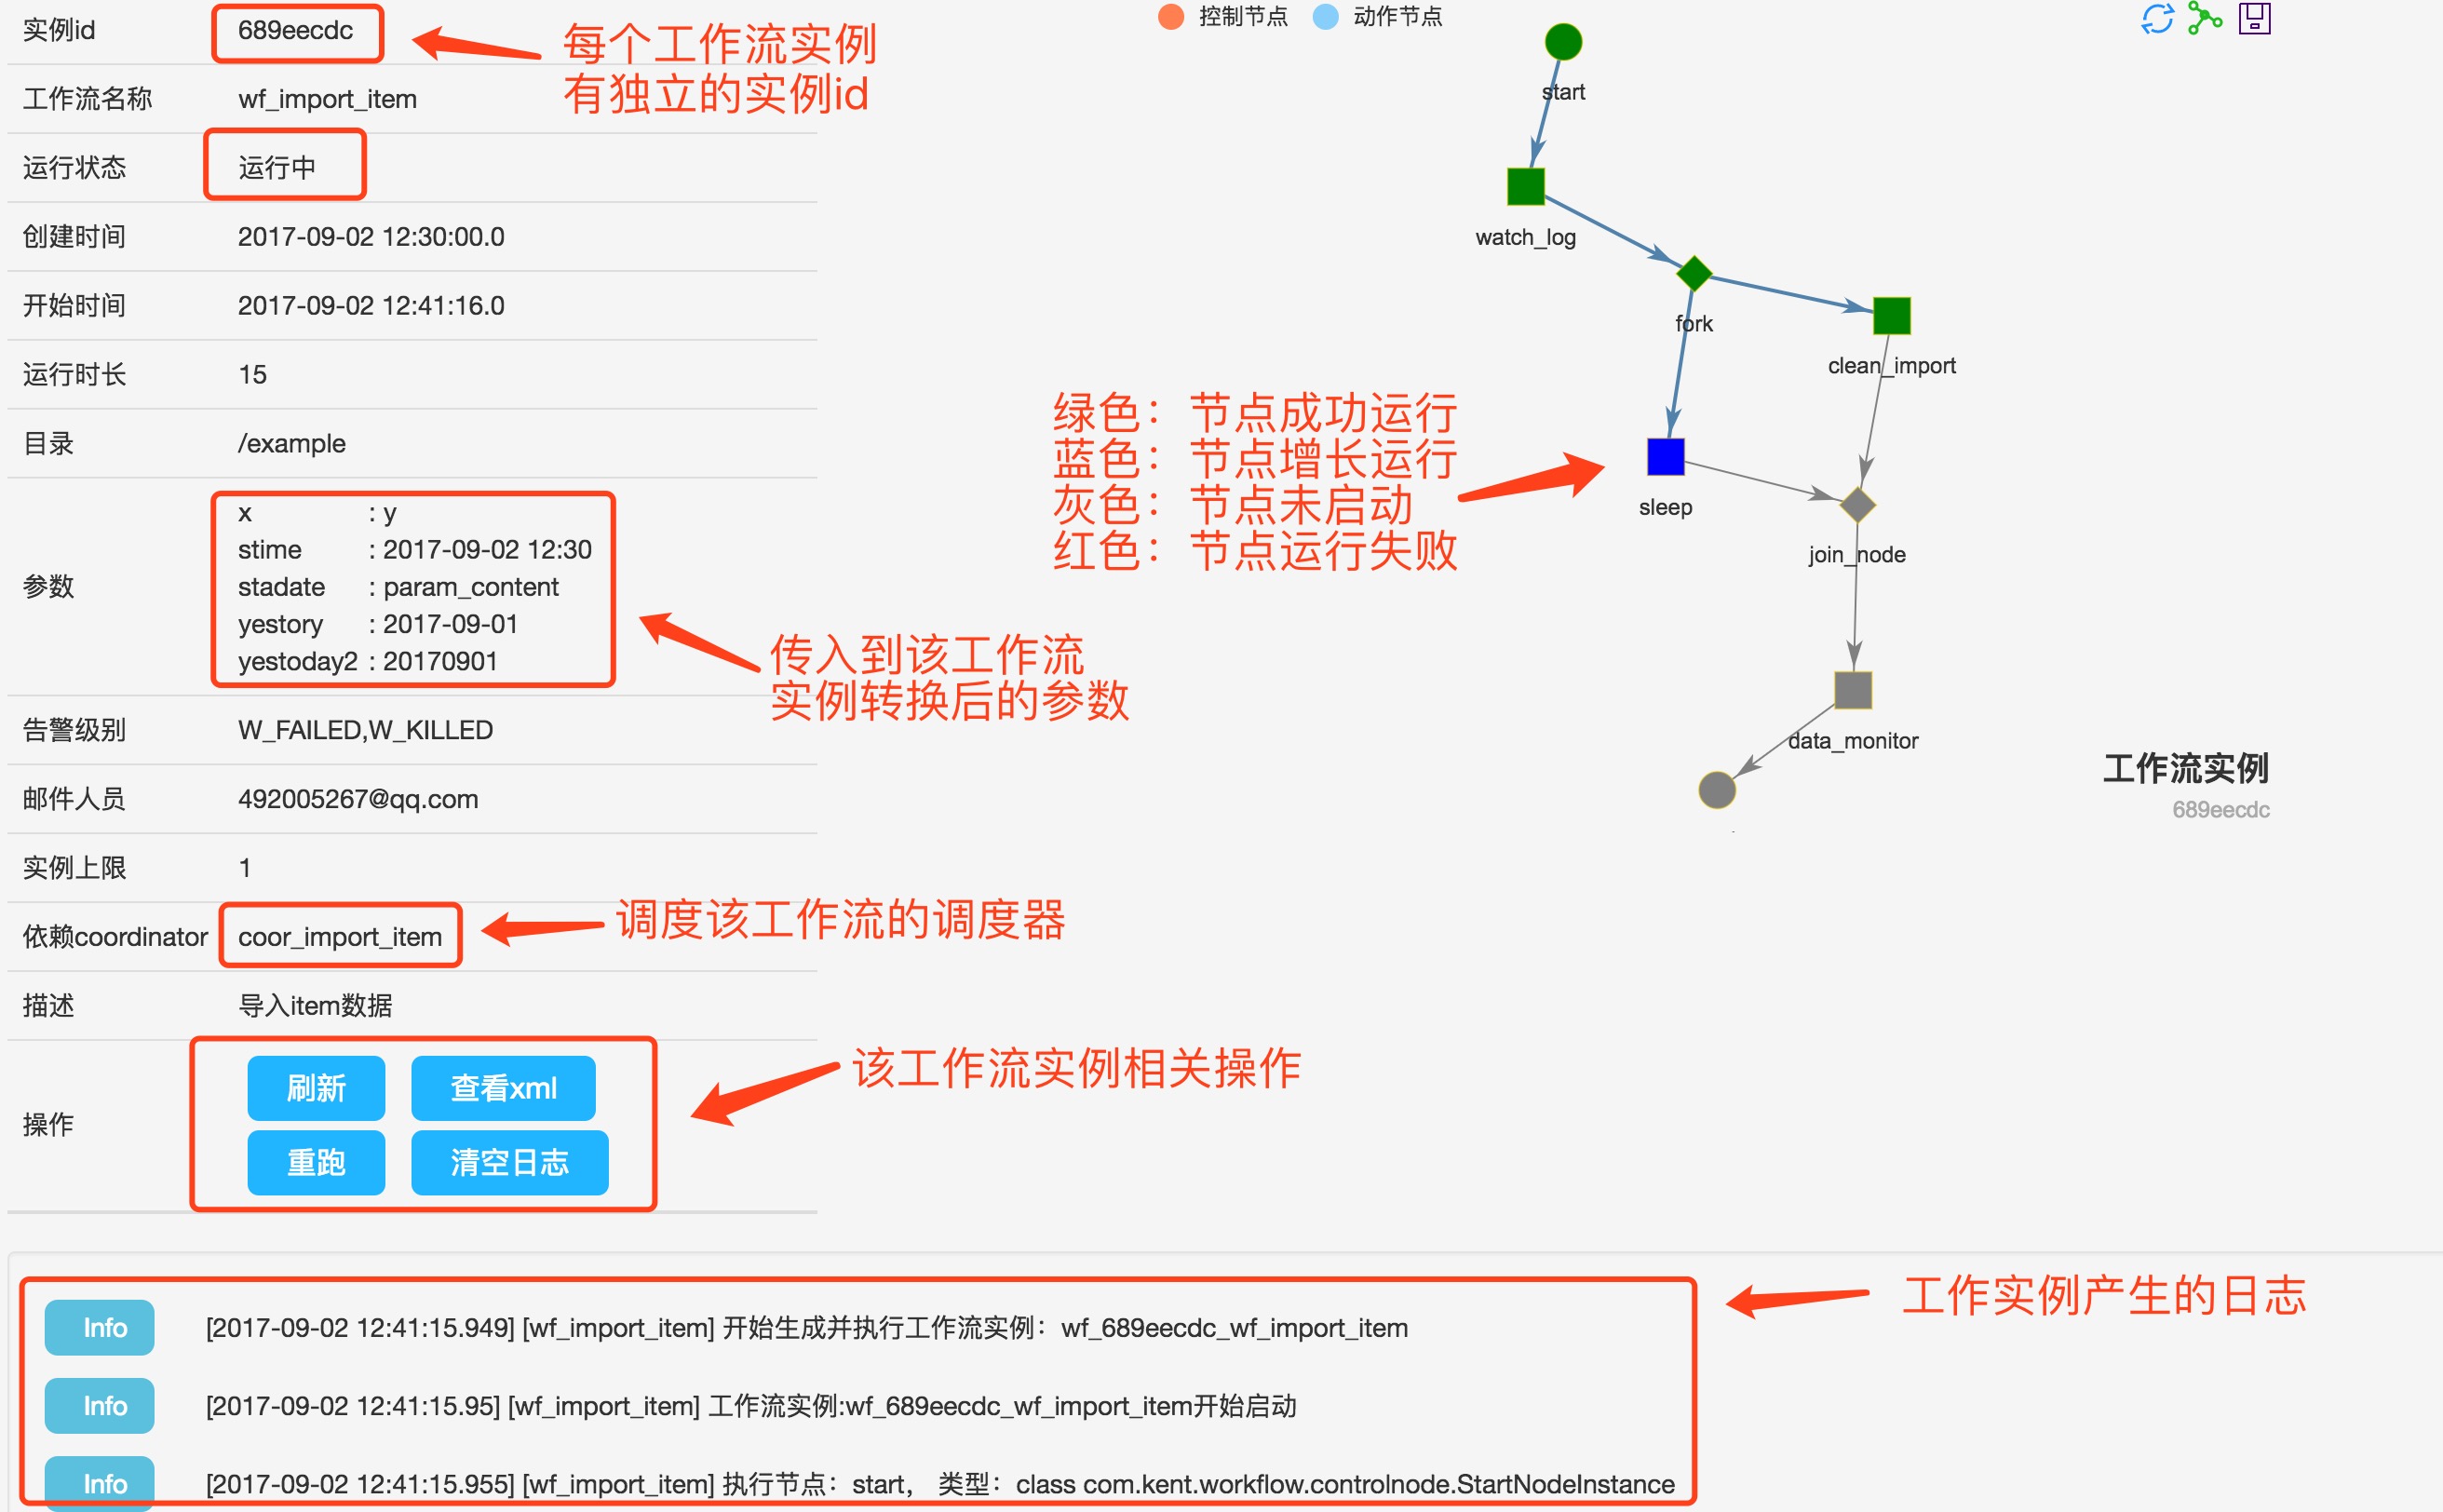 实例id 689eecdc
每个工作流实例
有独立的实例id
工作流名称 wf_import_item
运行状态 运行中
创建时间 2017-09-02 12:30:00.0
开始时间 2017-09-02 12:41:16.0
运行时长 15
目录 /example
参数
x : y
stime : 2017-09-02 12:30
stadate : param_content
yestory : 2017-09-01
yestoday2 : 20170901
传入到该工作流
实例转换后的参数
告警级别 W_FAILED,W_KILLED
邮件人员 492005267@qq.com
实例上限 1
依赖coordinator coor_import_item
调度该工作流的调度器
描述 导入item数据
操作
刷新 查看xml
重跑 清空日志
该工作流实例相关操作
控制节点 动作节点
start
watch_log
fork
clean_import
sleep
join_node
data_monitor
绿色：节点成功运行
蓝色：节点增长运行
灰色：节点未启动
红色：节点运行失败
工作流实例
689eecdc
工作实例产生的日志
Info [2017-09-02 12:41:15.949] [wf_import_item] 开始生成并执行工作流实例：wf_689eecdc_wf_import_item
Info [2017-09-02 12:41:15.95] [wf_import_item] 工作流实例:wf_689eecdc_wf_import_item开始启动
Info [2017-09-02 12:41:15.955] [wf_import_item] 执行节点：start， 类型：class com.kent.workflow.controlnode.StartNodeInstance